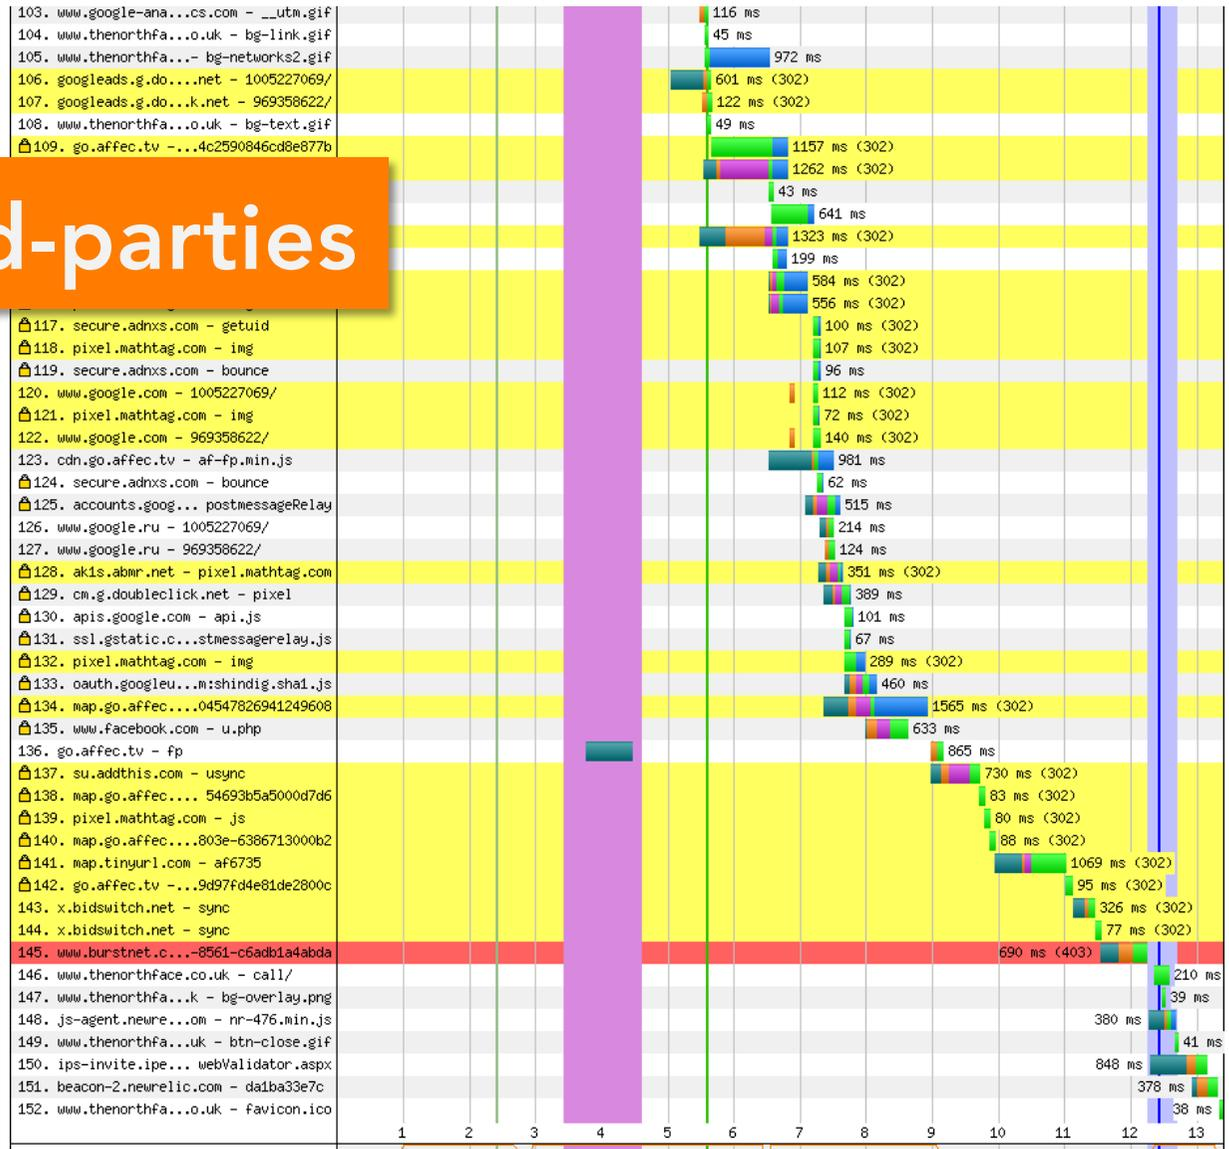 103. www.google-ana...cs.com - __utm.gif 116 ms
104. www.thenorthfa...o.uk - bg-link.gif 45 ms
105. www.thenorthfa...- bg-networks2.gif 972 ms
106. googleads.g.do....net - 1005227069/ 601 ms (302)
107. googleads.g.do...k.net - 969358622/ 122 ms (302)
108. www.thenorthfa...o.uk - bg-text.gif 49 ms
109. go.affec.tv -...4c2590846cd8e877b 1157 ms (302)
1262 ms (302)
43 ms
d-parties
641 ms
1323 ms (302)
199 ms
584 ms (302)
556 ms (302)
117. secure.adnxs.com - getuid 100 ms (302)
118. pixel.mathtag.com - img 107 ms (302)
119. secure.adnxs.com - bounce 96 ms
120. www.google.com - 1005227069/ 112 ms (302)
121. pixel.mathtag.com - img 72 ms (302)
122. www.google.com - 969358622/ 140 ms (302)
123. cdn.go.affec.tv - af-fp.min.js 981 ms
124. secure.adnxs.com - bounce 62 ms
125. accounts.goog... postmessageRelay 515 ms
126. www.google.ru - 1005227069/ 214 ms
127. www.google.ru - 969358622/ 124 ms
128. ak1s.abmr.net - pixel.mathtag.com 351 ms (302)
129. cm.g.doubleclick.net - pixel 389 ms
130. apis.google.com - api.js 101 ms
131. ssl.gstatic.c...stmessagerelay.js 67 ms
132. pixel.mathtag.com - img 289 ms (302)
133. oauth.googleu...m:shindig.sha1.js 460 ms
134. map.go.affec....04547826941249608 1565 ms (302)
135. www.facebook.com - u.php 633 ms
136. go.affec.tv - fp 865 ms
137. su.addthis.com - usync 730 ms (302)
138. map.go.affec.... 54693b5a5000d7d6 83 ms (302)
139. pixel.mathtag.com - js 80 ms (302)
140. map.go.affec....803e-6386713000b2 88 ms (302)
141. map.tinyurl.com - af6735 1069 ms (302)
142. go.affec.tv -...9d97fd4e81de2800c 95 ms (302)
143. x.bidswitch.net - sync 326 ms (302)
144. x.bidswitch.net - sync 77 ms (302)
145. www.burstnet.c...-8561-c6adb1a4abda 690 ms (403)
146. www.thenorthface.co.uk - call/ 210 ms
147. www.thenorthfa...k - bg-overlay.png 39 ms
148. js-agent.newre...om - nr-476.min.js 380 ms
149. www.thenorthfa...uk - btn-close.gif 41 ms
150. ips-invite.ipe... webValidator.aspx 848 ms
151. beacon-2.newrelic.com - da1ba33e7c 378 ms
152. www.thenorthfa...o.uk - favicon.ico 38 ms
1 2 3 4 5 6 7 8 9 10 11 12 13